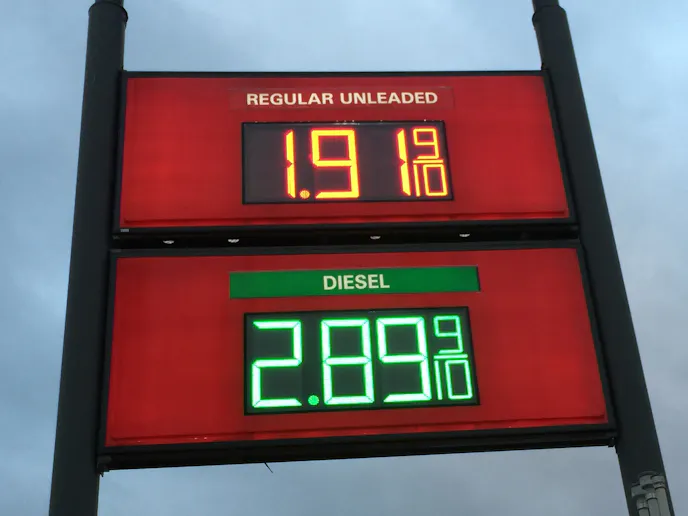 REGULAR UNLEADED
1.91 9/10
DIESEL
2.89 9/10